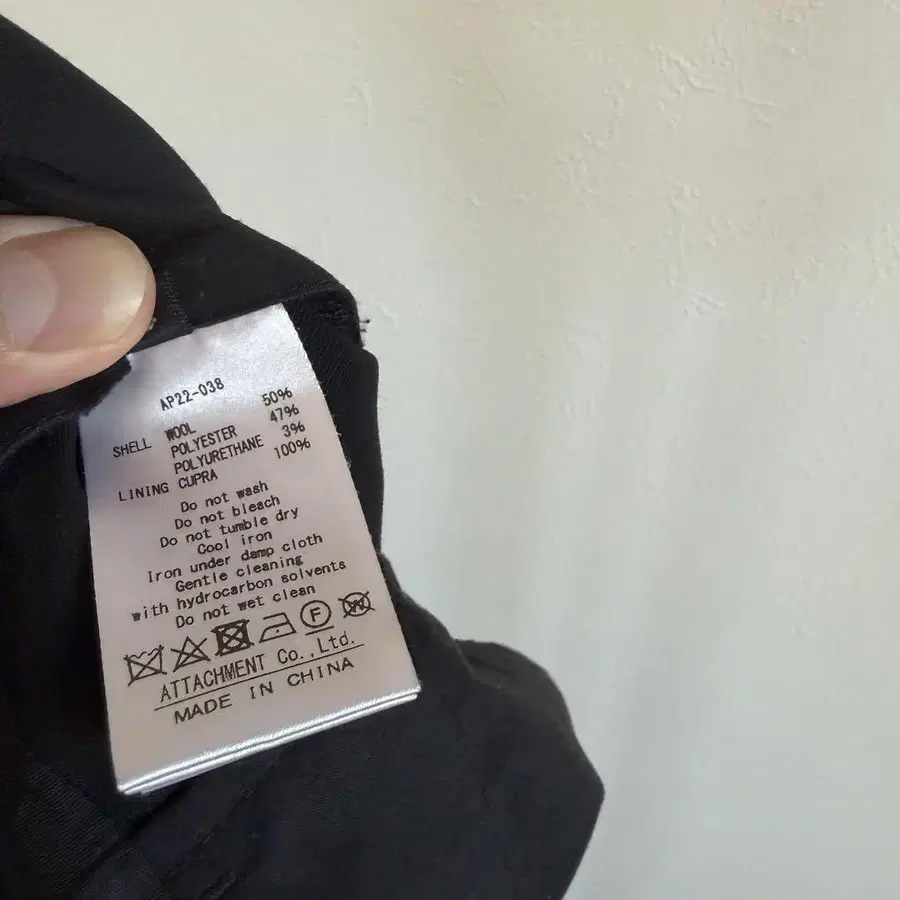 AP22-038
SHELL WOOL 50%
POLYESTER 47%
POLYURETHANE 3%
LINING CUPRA 100%
Do not wash
Do not bleach
Do not tumble dry
Cool iron
Iron under damp cloth
Gentle cleaning
with hydrocarbon solvents
Do not wet clean
F W
ATTACHMENT Co.,Ltd.
MADE IN CHINA